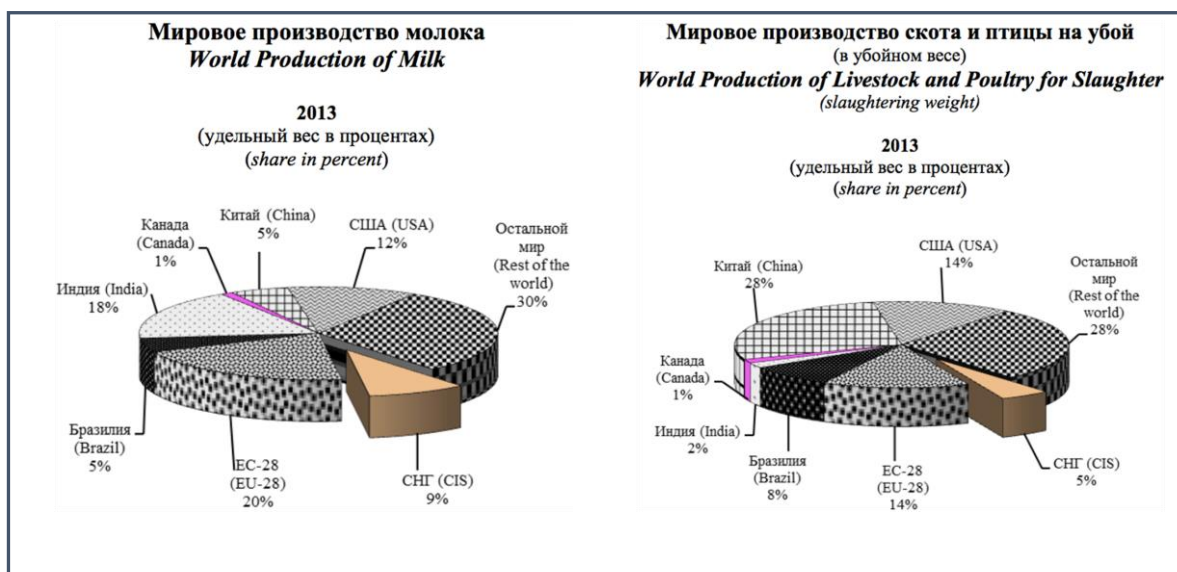 Мировое производство молока
World Production of Milk
2013
(удельный вес в процентах)
(share in percent)
Китай (China)
5%
США (USA)
12%
Остальной
мир
(Rest of the
world)
30%
Канада
(Canada)
1%
Индия (India)
18%
Бразилия
(Brazil)
5%
ЕС-28
(EU-28)
20%
СНГ (CIS)
9%
Мировое производство скота и птицы на убой
(в убойном весе)
World Production of Livestock and Poultry for Slaughter
(slaughtering weight)
2013
(удельный вес в процентах)
(share in percent)
США (USA)
14%
Китай (China)
28%
Остальной
мир
(Rest of the
world)
28%
Канада
(Canada)
1%
Индия (India)
2%
Бразилия
(Brazil)
8%
ЕС-28
(EU-28)
14%
СНГ (CIS)
5%